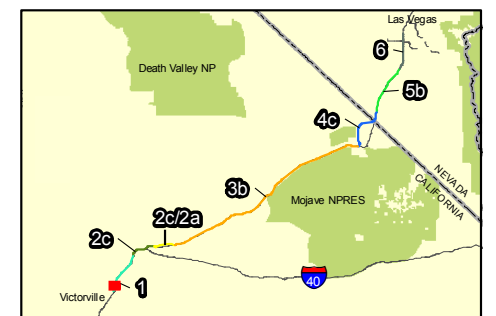 Las Vegas
6
Death Valley NP
5b
4c
NEVADA
CALIFORNIA
3b
Mojave NPRES
2c/2a
2c
40
1
Victorville